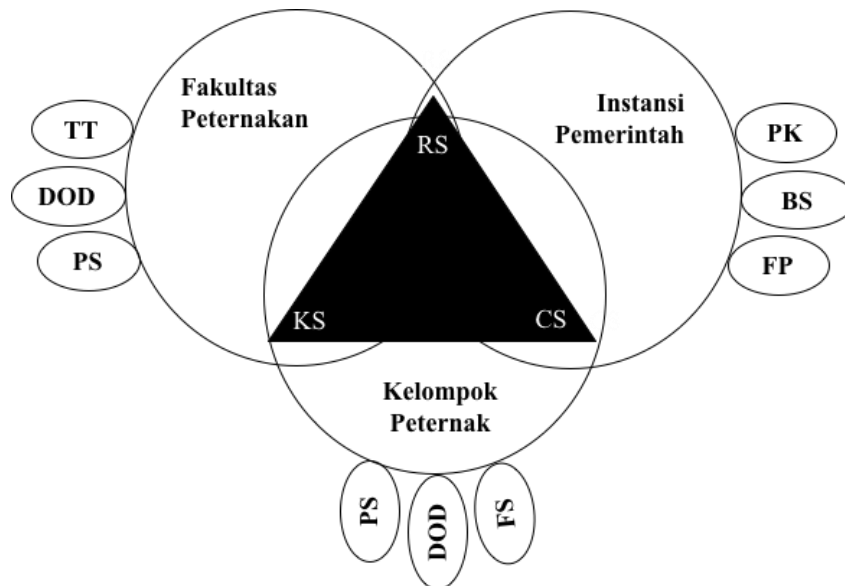 Fakultas
Peternakan
Instansi
Pemerintah
TT
DOD
PS
PK
BS
FP
RS
KS
CS
Kelompok
Peternak
PS
DOD
FS